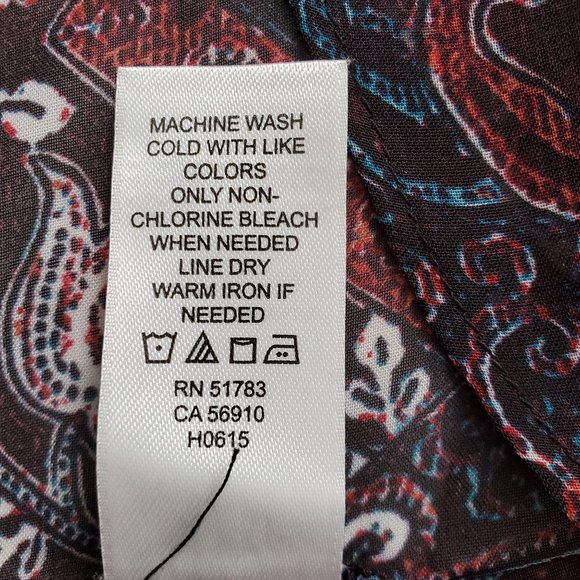 MACHINE WASH
COLD WITH LIKE
COLORS
ONLY NON-
CHLORINE BLEACH
WHEN NEEDED
LINE DRY
WARM IRON IF
NEEDED
RN 51783
CA 56910
H0615